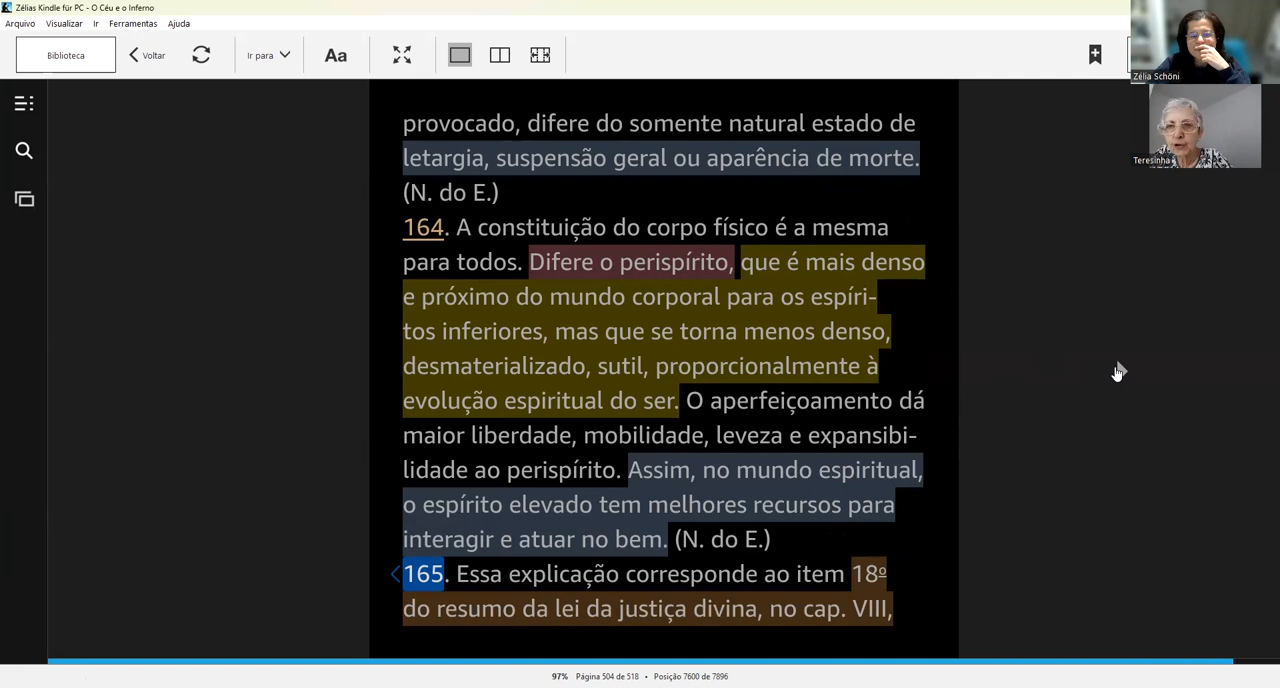 Zélias Kindle für PC - O Céu e o Inferno
Arquivo Visualizar Ir Ferramentas Ajuda
Biblioteca Voltar Ir para Aa
Zélia Schöni
Teresinha
provocado, difere do somente natural estado de
letargia, suspensão geral ou aparência de morte.
(N. do E.)
164. A constituição do corpo físico é a mesma
para todos. Difere o perispírito, que é mais denso
e próximo do mundo corporal para os espíri-
tos inferiores, mas que se torna menos denso,
desmaterializado, sutil, proporcionalmente à
evolução espiritual do ser. O aperfeiçoamento dá
maior liberdade, mobilidade, leveza e expansibi-
lidade ao perispírito. Assim, no mundo espiritual,
o espírito elevado tem melhores recursos para
interagir e atuar no bem. (N. do E.)
165. Essa explicação corresponde ao item 18º
do resumo da lei da justiça divina, no cap. VIII,
97% Página 504 de 518 • Posição 7600 de 7896